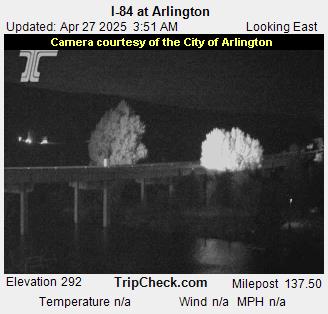 I-84 at Arlington
Updated: Apr 27 2025 3:51 AM Looking East
Camera courtesy of the City of Arlington
Elevation 292 TripCheck.com Milepost 137.50
Temperature n/a Wind n/a MPH n/a